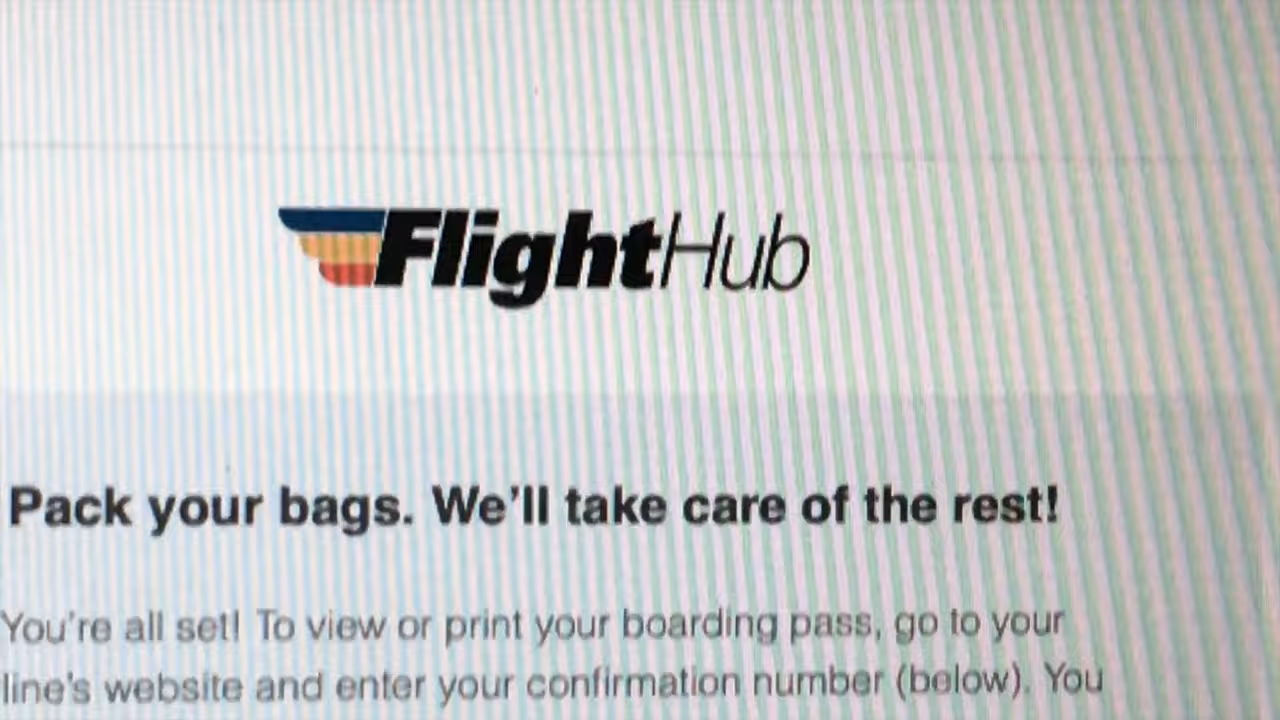 FlightHub
Pack your bags. We'll take care of the rest!
You're all set! To view or print your boarding pass, go to your
line's website and enter your confirmation number (below). You